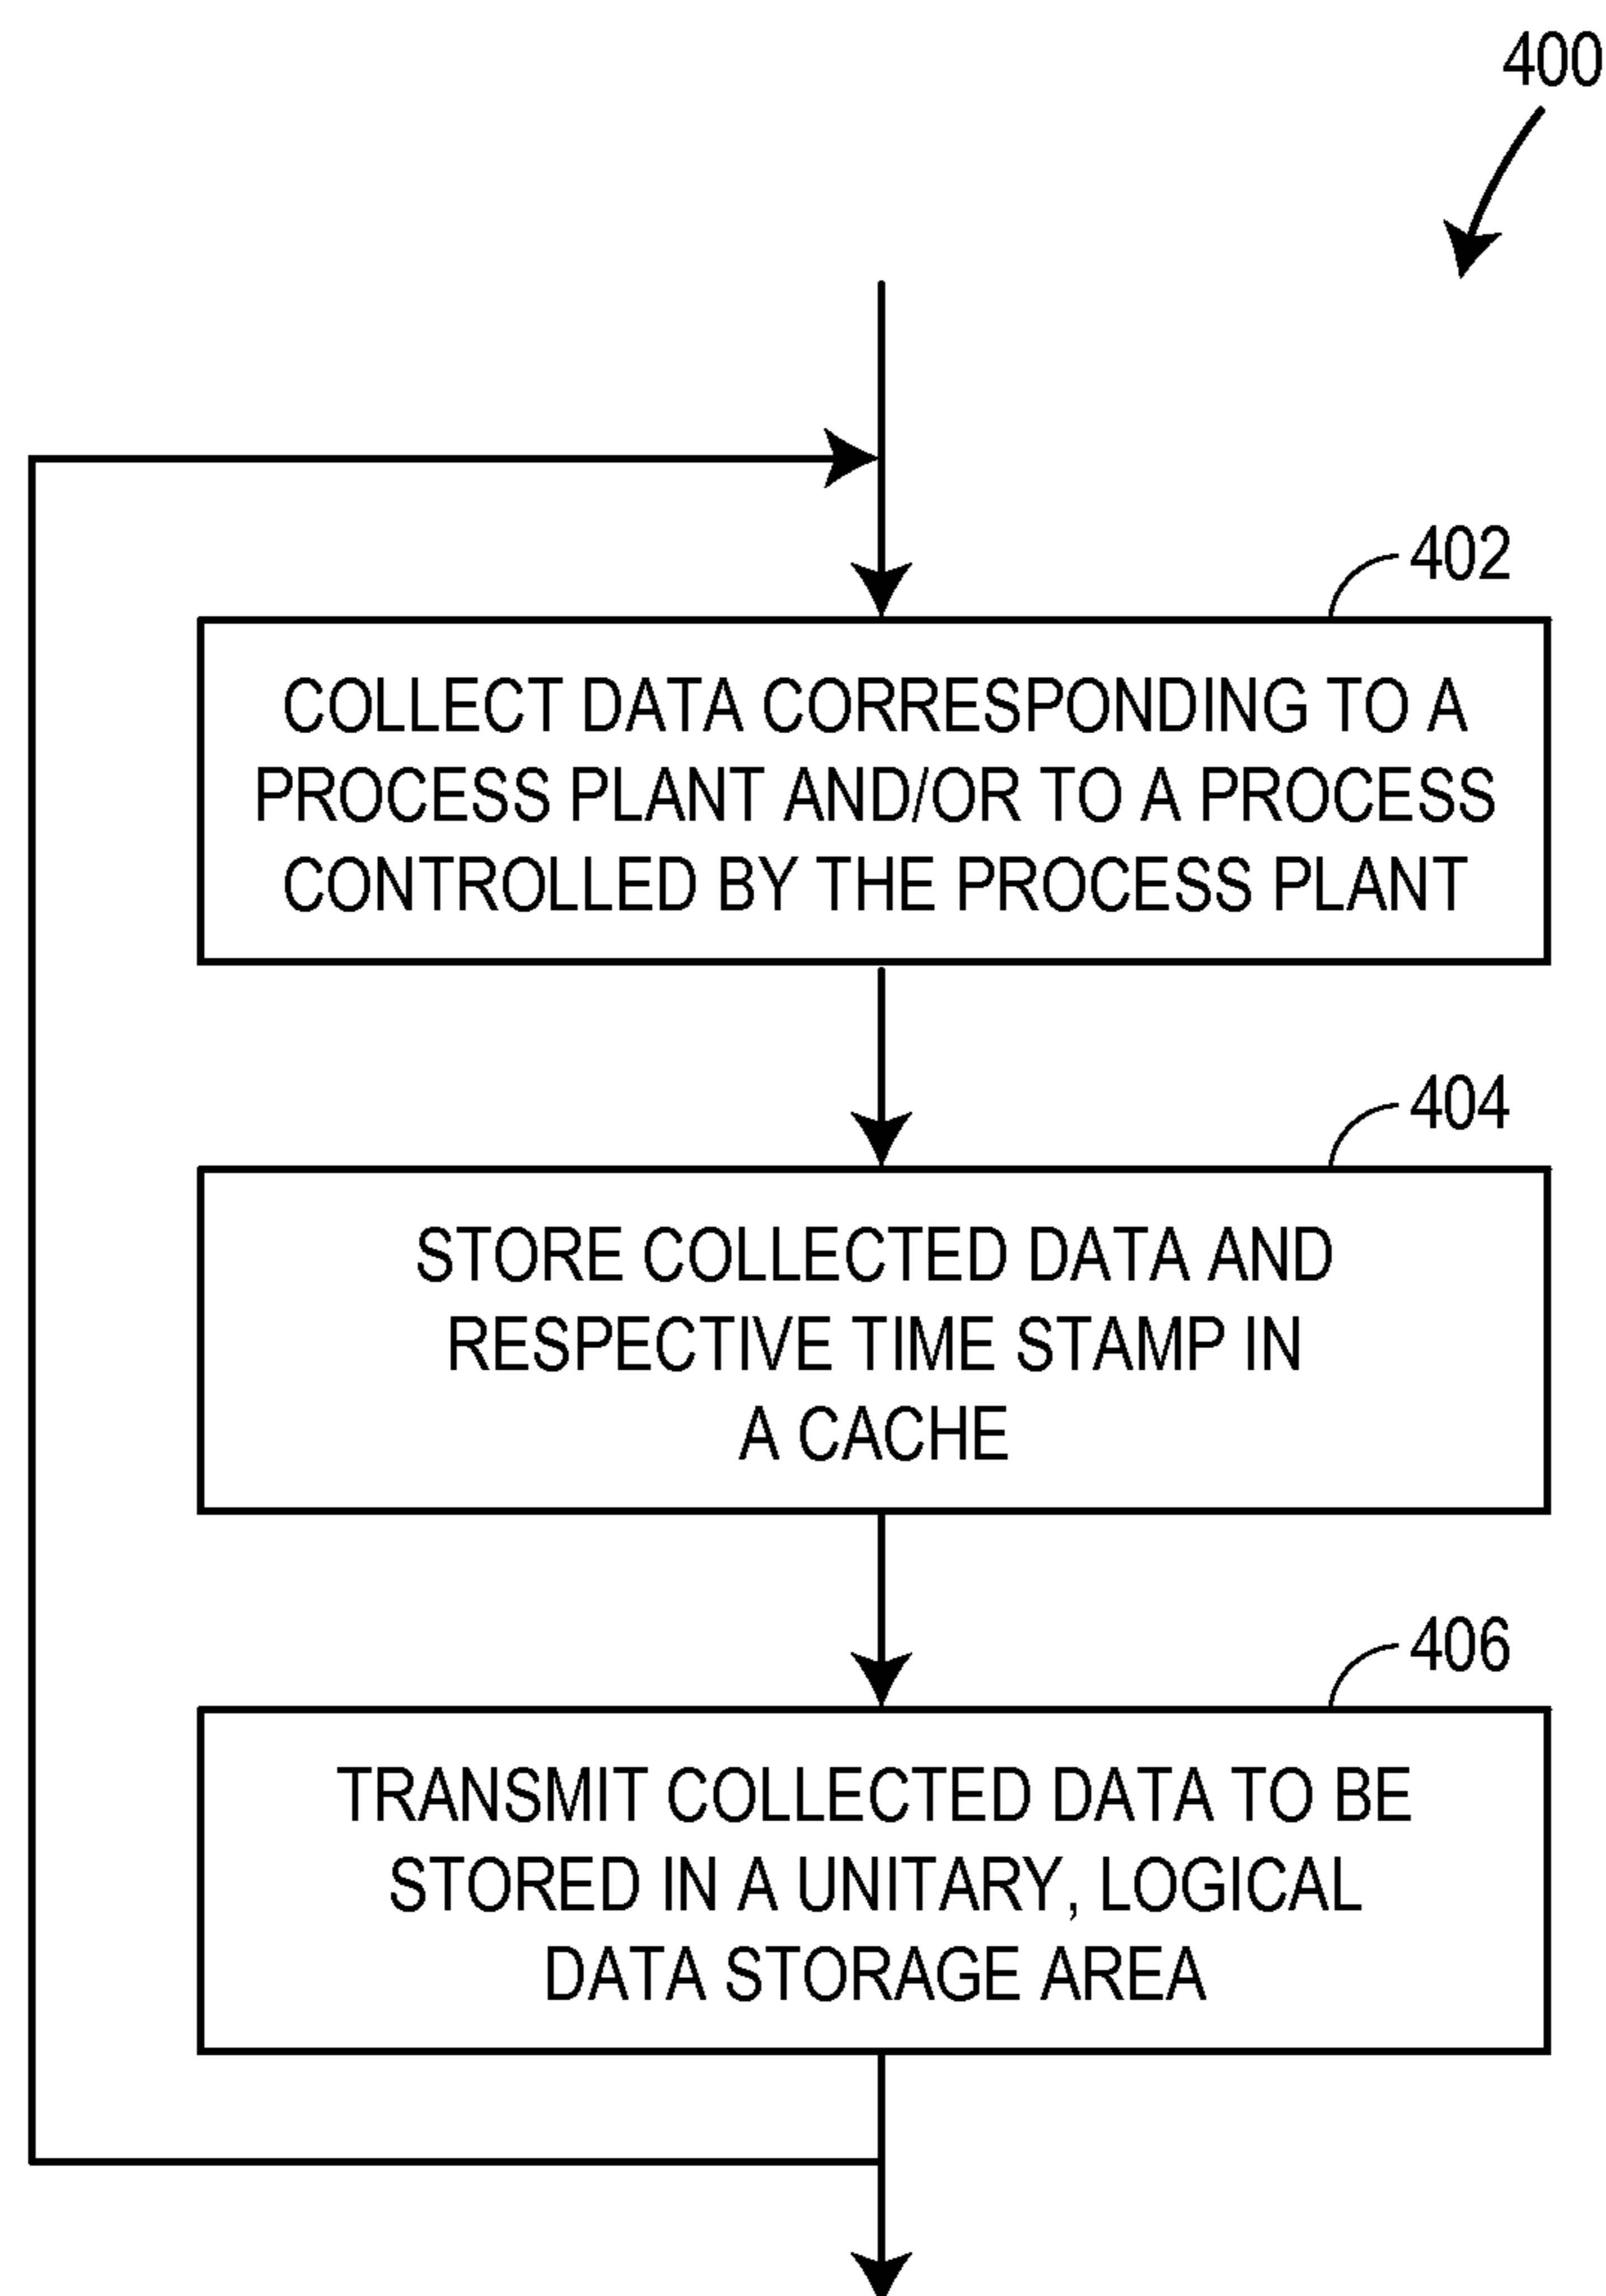 400
402
COLLECT DATA CORRESPONDING TO A
PROCESS PLANT AND/OR TO A PROCESS
CONTROLLED BY THE PROCESS PLANT
404
STORE COLLECTED DATA AND
RESPECTIVE TIME STAMP IN
A CACHE
406
TRANSMIT COLLECTED DATA TO BE
STORED IN A UNITARY, LOGICAL
DATA STORAGE AREA